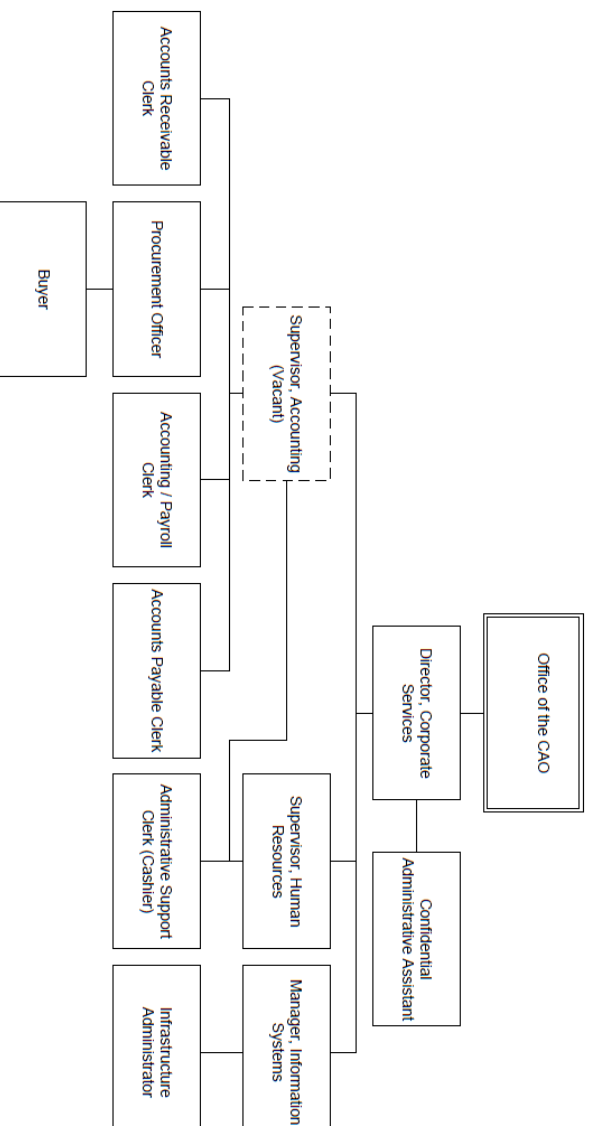 Office of the CAO
Director, Corporate
Services
Confidential
Administrative Assistant
Supervisor, Accounting
(Vacant)
Supervisor, Human
Resources
Manager, Information
Systems
Accounts Receivable
Clerk
Procurement Officer
Accounting / Payroll
Clerk
Accounts Payable Clerk
Administrative Support
Clerk (Cashier)
Infrastructure
Administrator
Buyer